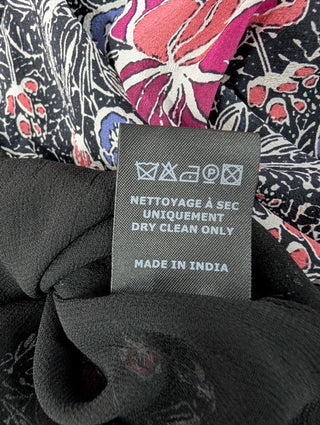 NETTOYAGE À SEC
UNIQUEMENT
DRY CLEAN ONLY
MADE IN INDIA